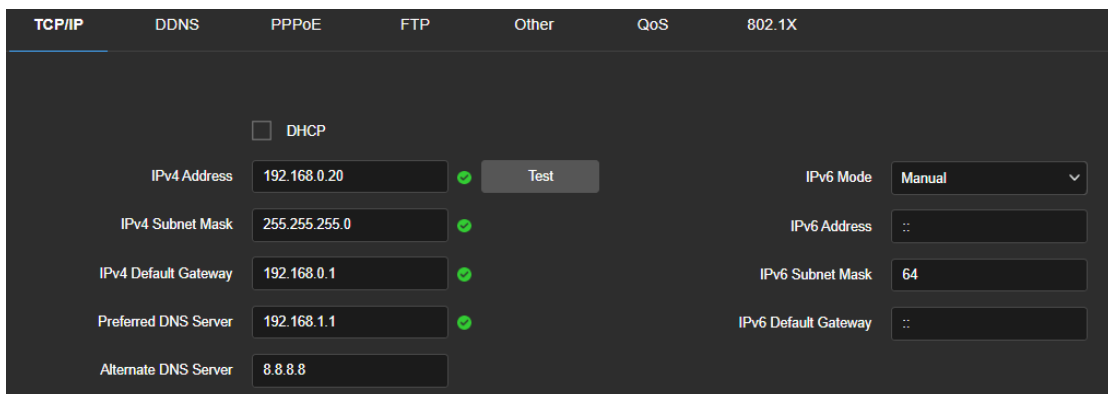 TCP/IP DDNS PPPoE FTP Other QoS 802.1X
DHCP
IPv4 Address 192.168.0.20 Test IPv6 Mode Manual
IPv4 Subnet Mask 255.255.255.0 IPv6 Address ::
IPv4 Default Gateway 192.168.0.1 IPv6 Subnet Mask 64
Preferred DNS Server 192.168.1.1 IPv6 Default Gateway ::
Alternate DNS Server 8.8.8.8